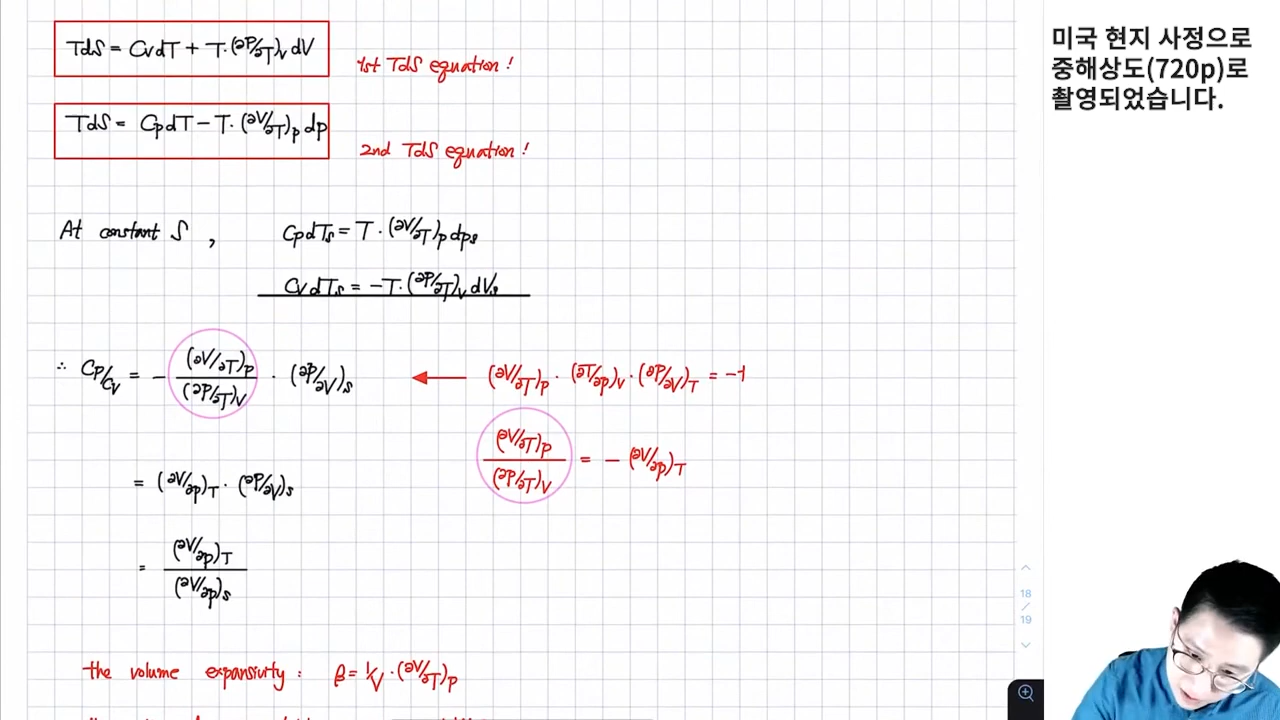 TdS = CvdT + T·(∂P/∂T)v dV
1st TdS equation!
TdS = CpdT − T·(∂V/∂T)p dp
2nd TdS equation!
At constant S , CpdTs = T·(∂V/∂T)p dps
CvdTs = −T·(∂P/∂T)v dVs
∴ CP/CV = − (∂V/∂T)P / (∂P/∂T)V · (∂P/∂V)S ← (∂V/∂T)P · (∂T/∂p)V · (∂P/∂V)T = −1
(∂V/∂T)P / (∂P/∂T)V = − (∂V/∂p)T
= (∂V/∂p)T · (∂P/∂V)S
= (∂V/∂p)T / (∂V/∂p)S
the volume expansivity : β = 1/V · (∂V/∂T)P
미국 현지 사정으로
중해상도(720p)로
촬영되었습니다.
18
/
19